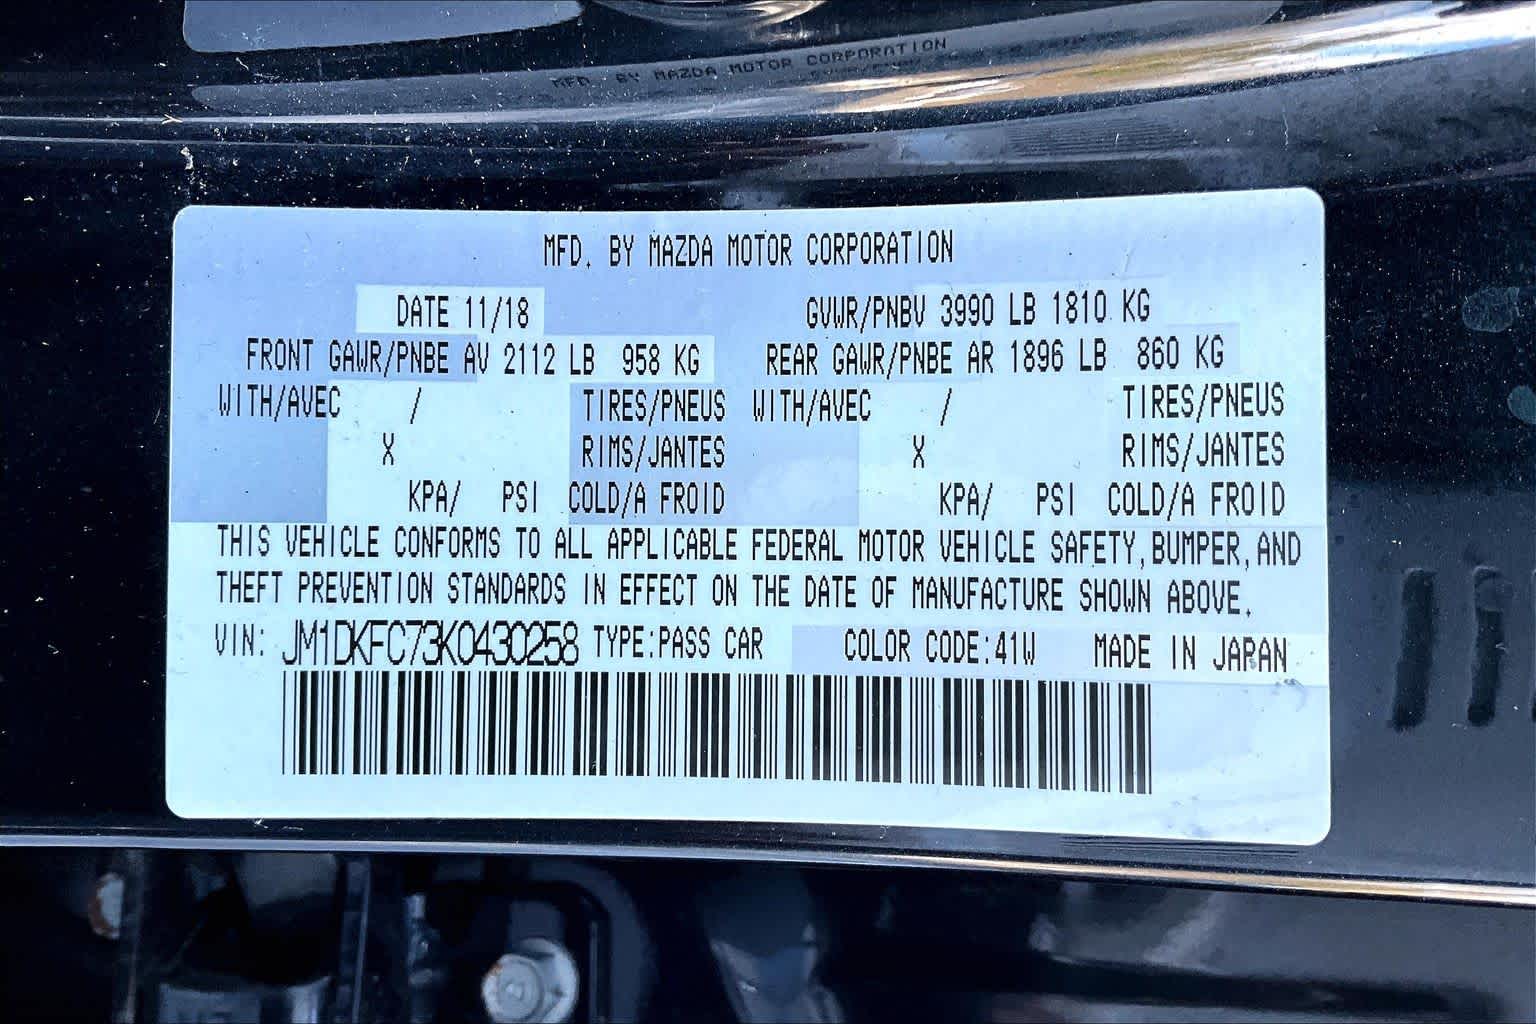 MFD. BY MAZDA MOTOR CORPORATION
MFD. BY MAZDA MOTOR CORPORATION
DATE 11/18 GVWR/PNBV 3990 LB 1810 KG
FRONT GAWR/PNBE AV 2112 LB 958 KG REAR GAWR/PNBE AR 1896 LB 860 KG
WITH/AVEC / TIRES/PNEUS WITH/AVEC / TIRES/PNEUS
X RIMS/JANTES X RIMS/JANTES
KPA/ PSI COLD/A FROID KPA/ PSI COLD/A FROID
THIS VEHICLE CONFORMS TO ALL APPLICABLE FEDERAL MOTOR VEHICLE SAFETY,BUMPER,AND
THEFT PREVENTION STANDARDS IN EFFECT ON THE DATE OF MANUFACTURE SHOWN ABOVE.
VIN: JM1DKFC73K0430258 TYPE:PASS CAR COLOR CODE:41W MADE IN JAPAN